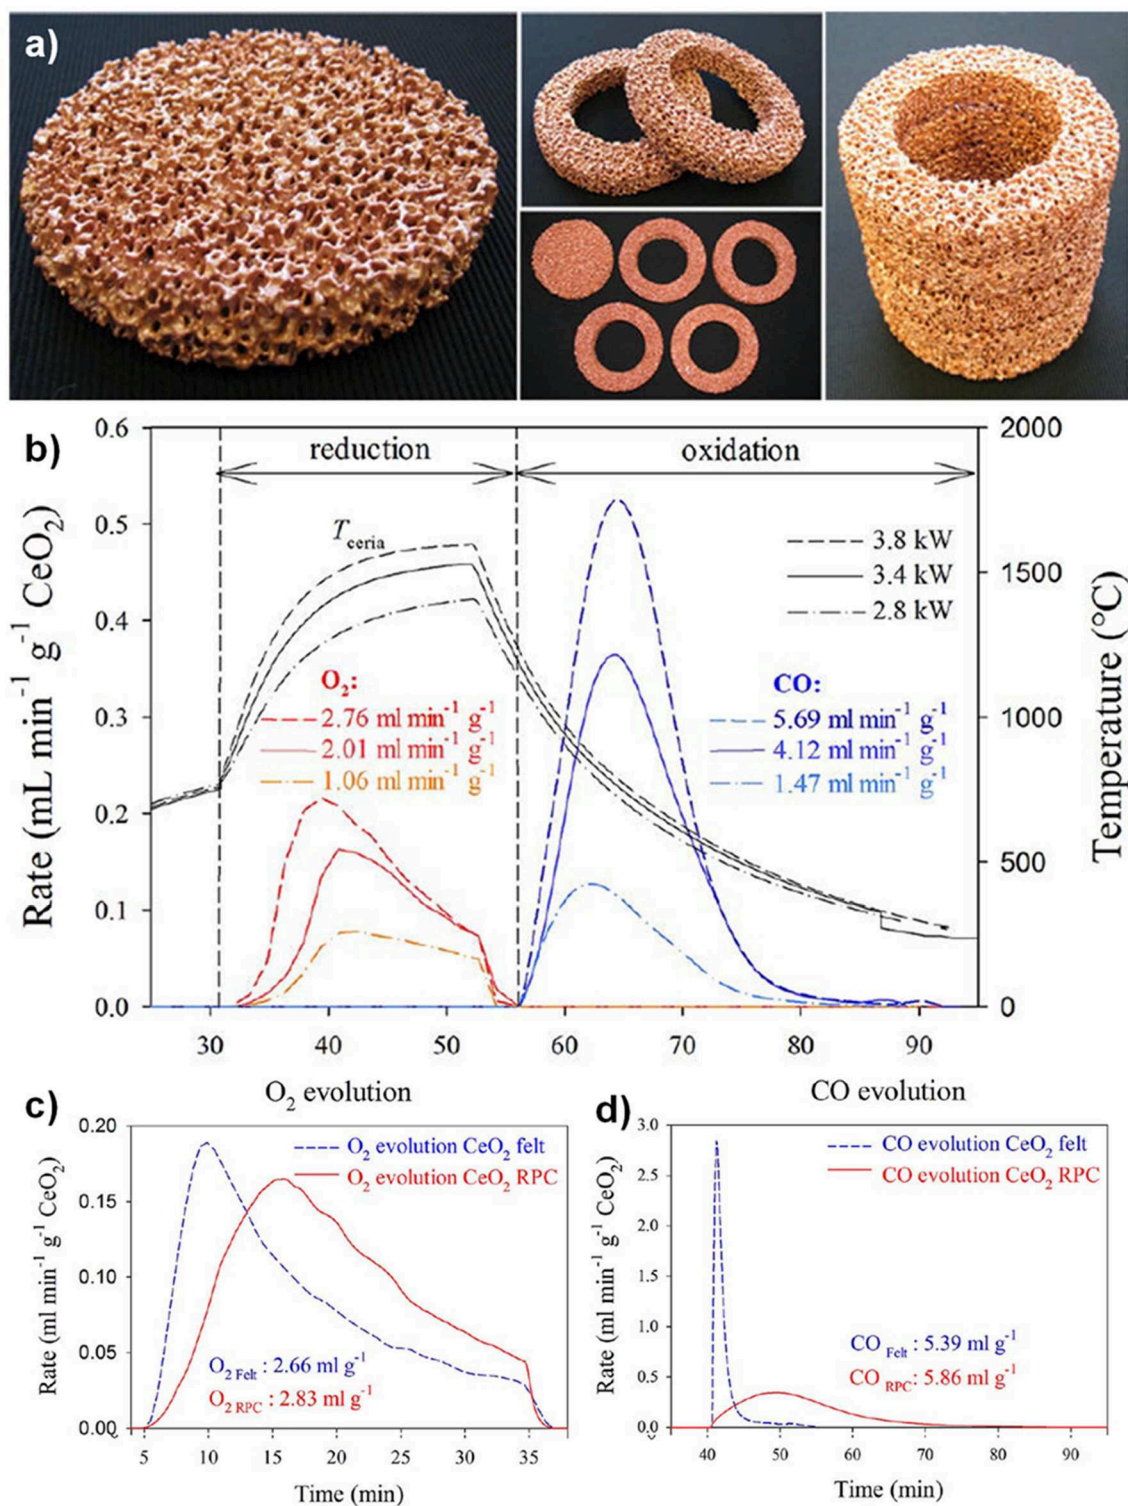 a)
b)
0.6
0.5
0.4
0.3
0.2
0.1
0.0
Rate (mL min⁻¹ g⁻¹ CeO₂)
reduction
oxidation
T_ceria
3.8 kW
3.4 kW
2.8 kW
O₂:
2.76 ml min⁻¹ g⁻¹
2.01 ml min⁻¹ g⁻¹
1.06 ml min⁻¹ g⁻¹
CO:
5.69 ml min⁻¹ g⁻¹
4.12 ml min⁻¹ g⁻¹
1.47 ml min⁻¹ g⁻¹
2000
1500
1000
500
0
Temperature (°C)
30 40 50 60 70 80 90
c)
O₂ evolution
0.20
0.15
0.10
0.05
0.00
Rate (ml min⁻¹ g⁻¹ CeO₂)
O₂ evolution CeO₂ felt
O₂ evolution CeO₂ RPC
O₂ Felt : 2.66 ml g⁻¹
O₂ RPC : 2.83 ml g⁻¹
5 10 15 20 25 30 35
Time (min)
d)
CO evolution
3.0
2.5
2.0
1.5
1.0
0.5
0.0
Rate (ml min⁻¹ g⁻¹ CeO₂)
CO evolution CeO₂ felt
CO evolution CeO₂ RPC
CO Felt : 5.39 ml g⁻¹
CO RPC : 5.86 ml g⁻¹
40 50 60 70 80 90
Time (min)